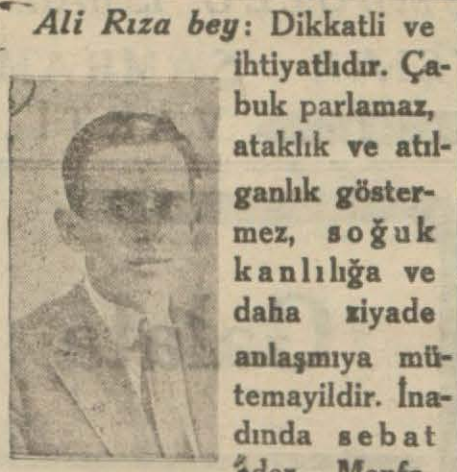 Ali Rıza bey: Dikkatli ve
ihtiyatlıdır. Ça-
buk parlamaz,
ataklık ve atıl-
ganlık göster-
mez, soğuk
kanlılığa ve
daha ziyade
anlaşmıya mü-
temayildir. İna-
dında sebat